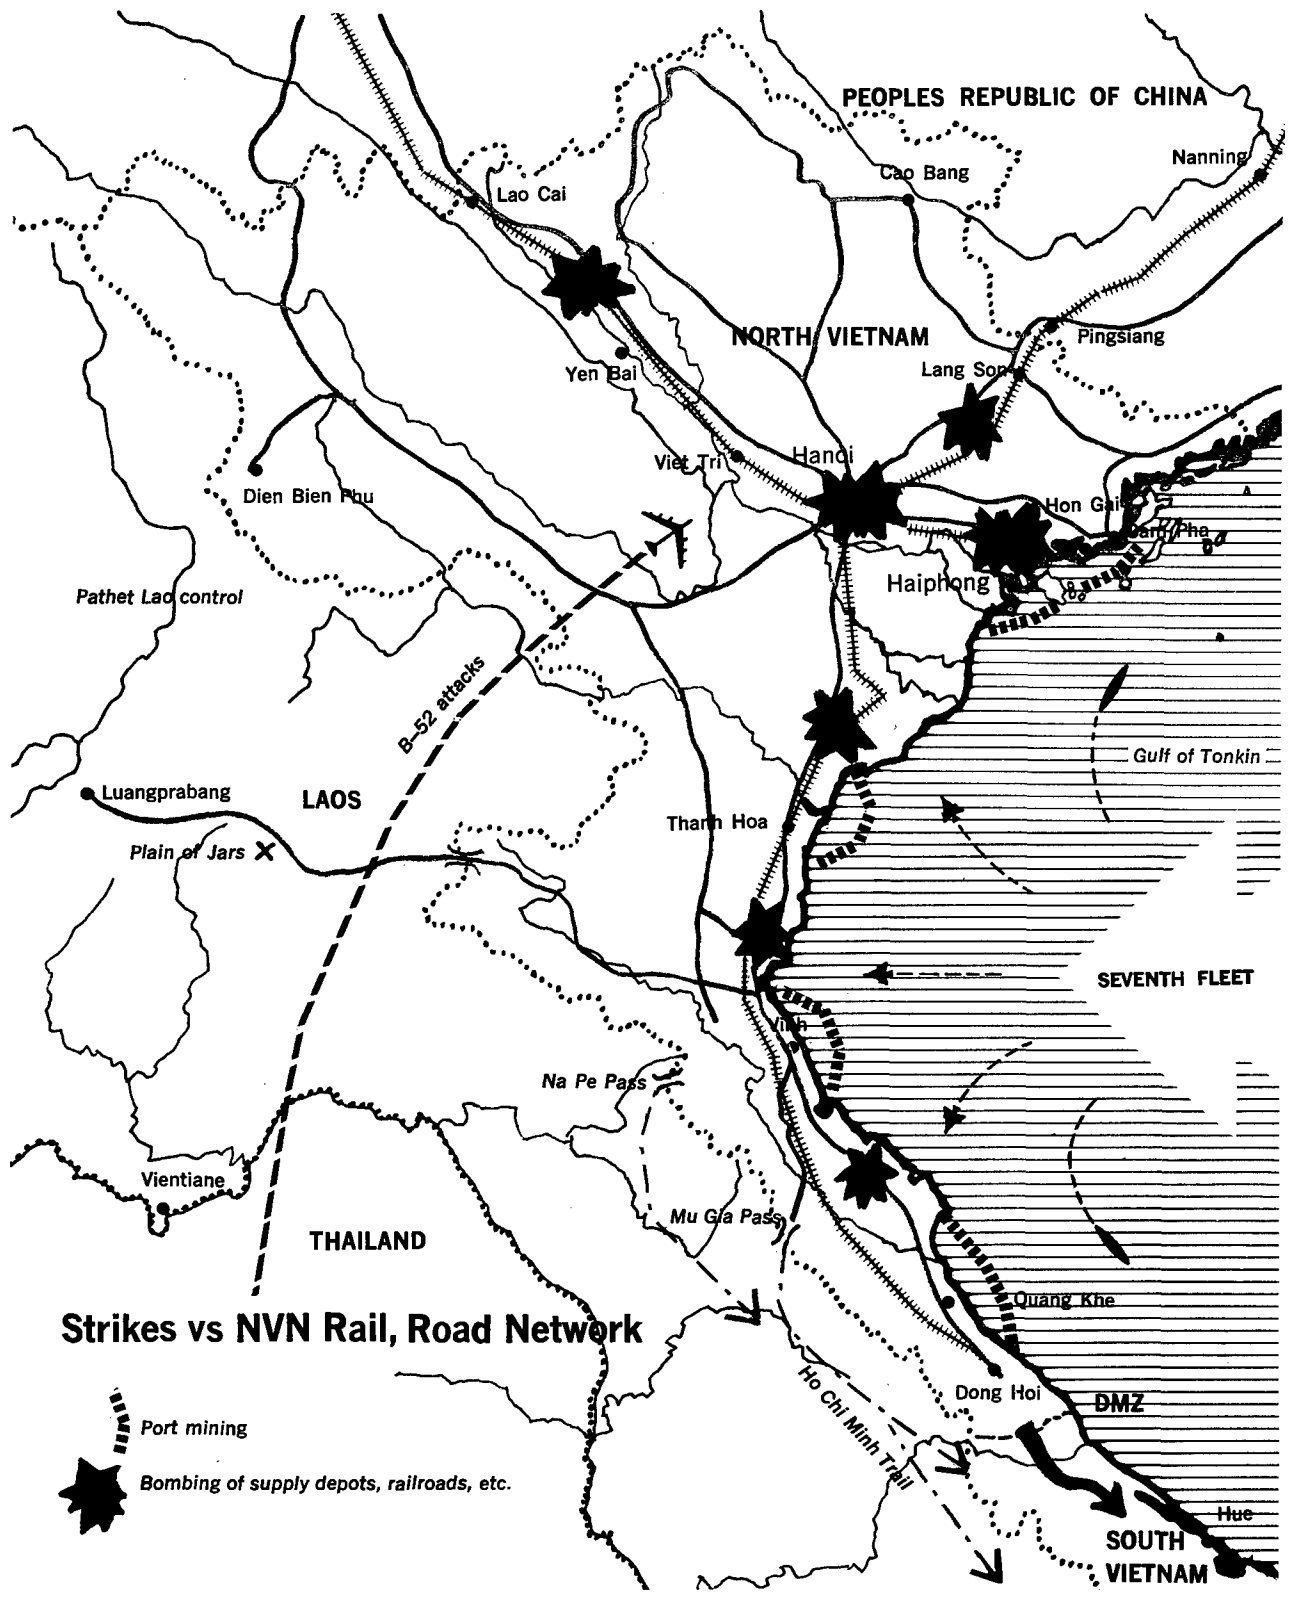 PEOPLES REPUBLIC OF CHINA
Nanning
Cao Bang
Lao Cai
NORTH VIETNAM
Pingsiang
Lang Son
Yen Bai
Hanoi
Viet Tri
Dien Bien Phu
Hon Gai
Cam Pha
Haiphong
Pathet Lao control
B-52 attacks
Gulf of Tonkin
Luangprabang
LAOS
Thanh Hoa
Plain of Jars
SEVENTH FLEET
Vinh
Na Pe Pass
Vientiane
Mu Gia Pass
THAILAND
Quang Khe
Strikes vs NVN Rail, Road Network
Ho Chi Minh Trail
Dong Hoi
DMZ
Port mining
Bombing of supply depots, railroads, etc.
Hue
SOUTH
VIETNAM